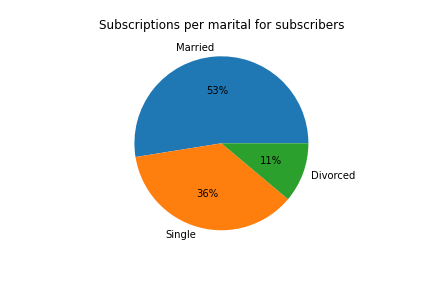 Subscriptions per marital for subscribers
Married
53%
11%
Divorced
36%
Single